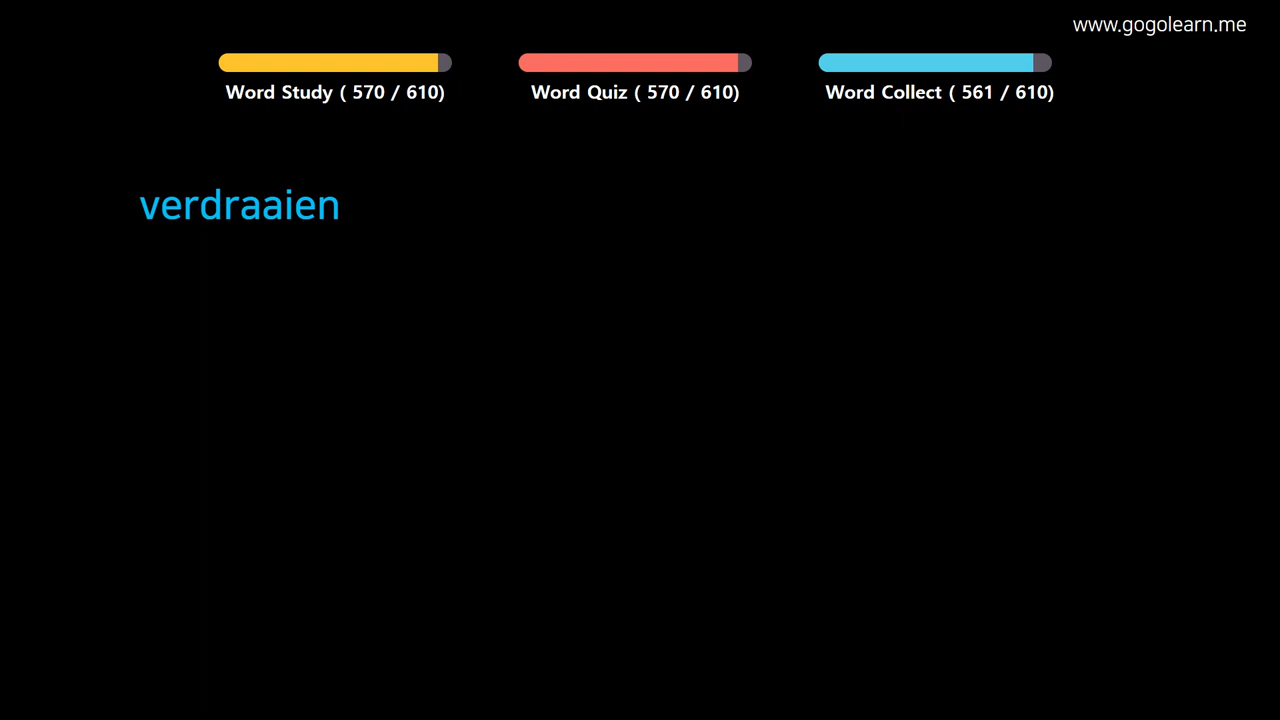 www.gogolearn.me
Word Study ( 570 / 610)
Word Quiz ( 570 / 610)
Word Collect ( 561 / 610)
verdraaien